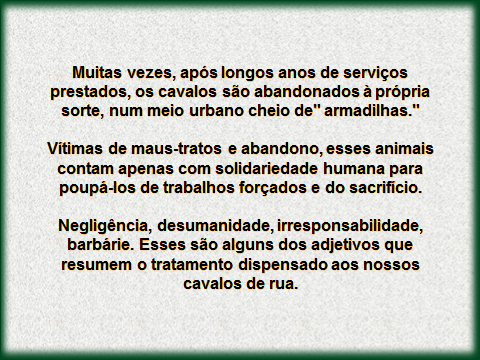 Muitas vezes, após longos anos de serviços
prestados, os cavalos são abandonados à própria
sorte, num meio urbano cheio de" armadilhas."
Vítimas de maus-tratos e abandono, esses animais
contam apenas com solidariedade humana para
poupá-los de trabalhos forçados e do sacrifício.
Negligência, desumanidade, irresponsabilidade,
barbárie. Esses são alguns dos adjetivos que
resumem o tratamento dispensado aos nossos
cavalos de rua.